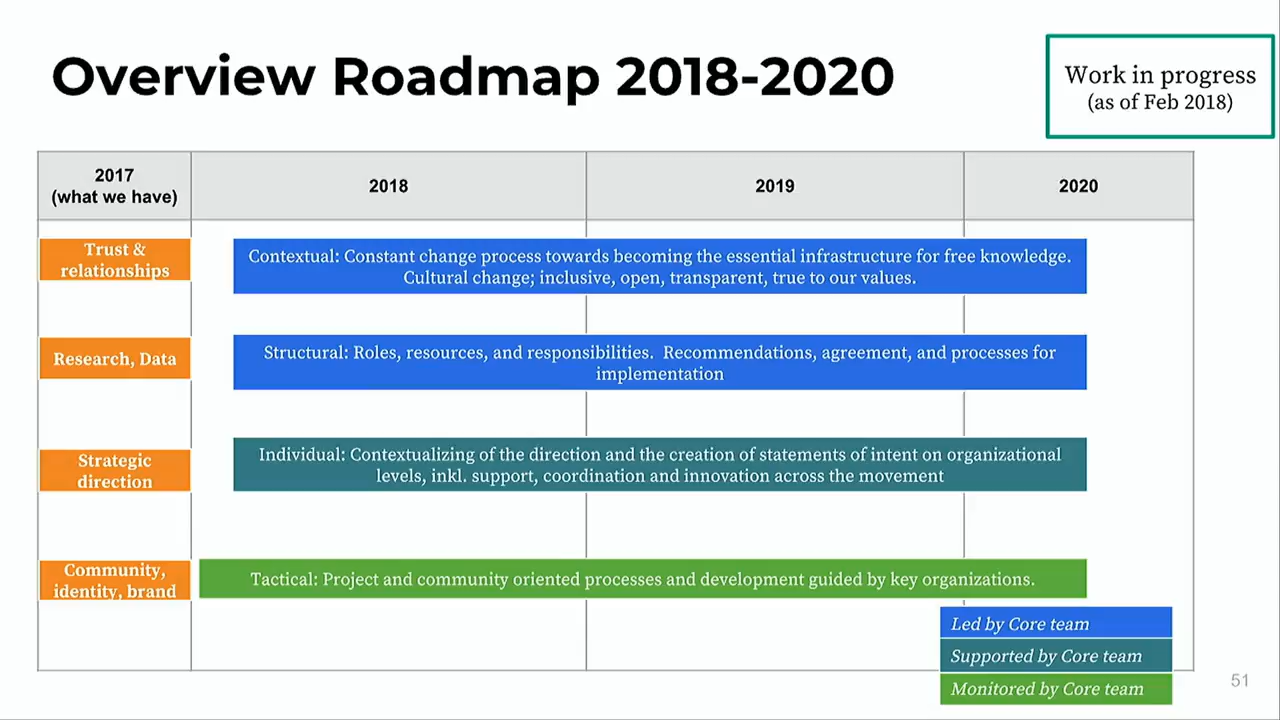 Overview Roadmap 2018-2020
Work in progress
(as of Feb 2018)
2017
(what we have)
2018
2019
2020
Trust &
relationships
Contextual: Constant change process towards becoming the essential infrastructure for free knowledge.
Cultural change; inclusive, open, transparent, true to our values.
Research, Data
Structural: Roles, resources, and responsibilities. Recommendations, agreement, and processes for
implementation
Strategic
direction
Individual: Contextualizing of the direction and the creation of statements of intent on organizational
levels, inkl. support, coordination and innovation across the movement
Community,
identity, brand
Tactical: Project and community oriented processes and development guided by key organizations.
Led by Core team
Supported by Core team
Monitored by Core team
51